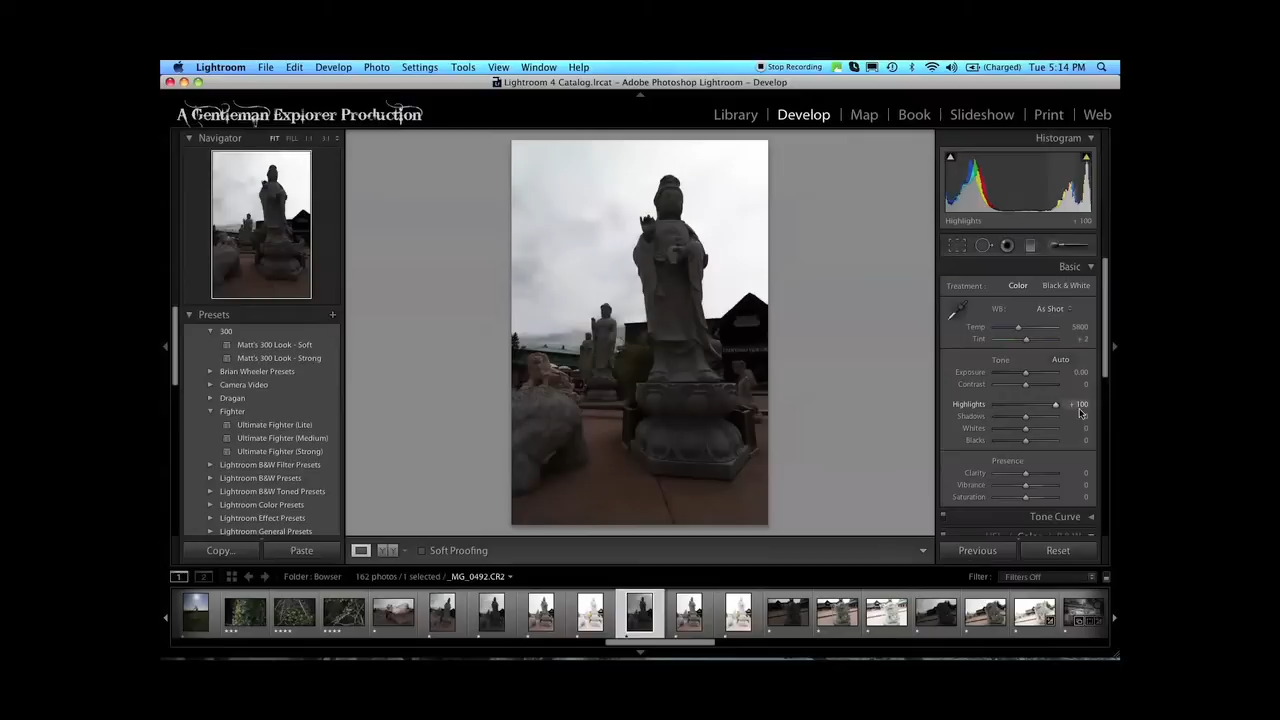 Lightroom File Edit Develop Photo Settings Tools View Window Help Stop Recording (Charged) Tue 5:14 PM
Lightroom 4 Catalog.lrcat – Adobe Photoshop Lightroom – Develop
A Gentleman Explorer Production
Library | Develop | Map | Book | Slideshow | Print | Web
Navigator FIT FILL 1:1 3:1
Histogram
Highlights + 100
Basic
Treatment : Color Black & White
WB : As Shot
Temp 5800
Tint + 2
Tone Auto
Exposure 0.00
Contrast 0
Highlights + 100
Shadows
Whites 0
Blacks 0
Presence
Clarity 0
Vibrance 0
Saturation 0
Tone Curve
Presets +
300
Matt's 300 Look - Soft
Matt's 300 Look - Strong
Brian Wheeler Presets
Camera Video
Dragan
Fighter
Ultimate Fighter (Lite)
Ultimate Fighter (Medium)
Ultimate Fighter (Strong)
Lightroom B&W Filter Presets
Lightroom B&W Presets
Lightroom B&W Toned Presets
Lightroom Color Presets
Lightroom Effect Presets
Lightroom General Presets
Copy... Paste
Soft Proofing
Previous Reset
1 2 Folder: Bowser 162 photos / 1 selected / _MG_0492.CR2 Filter : Filters Off